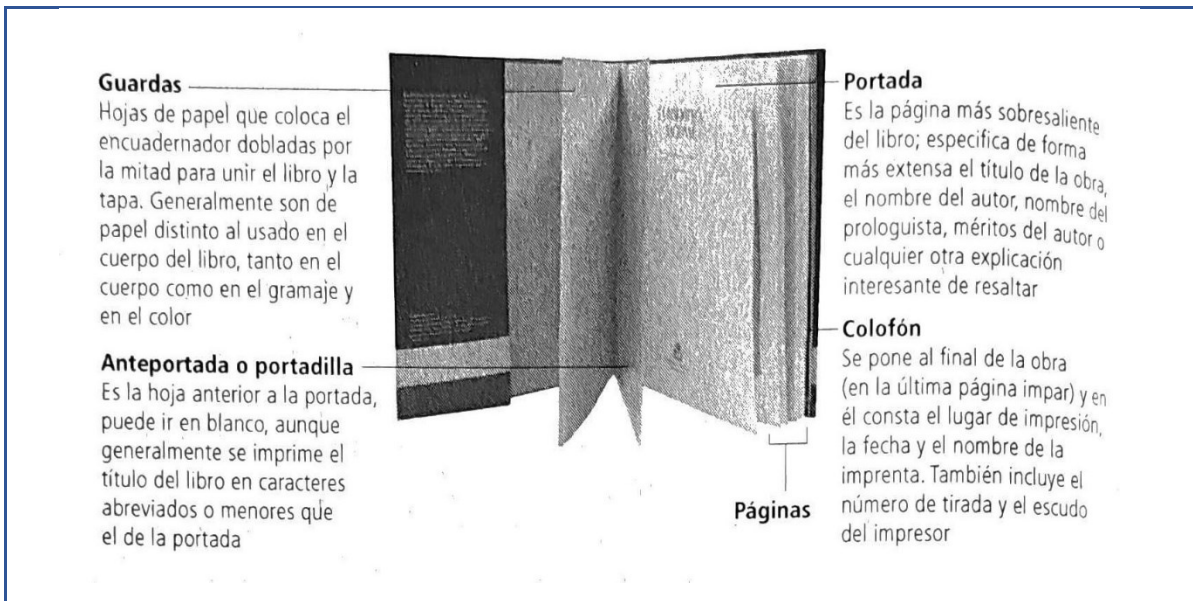 Guardas
Hojas de papel que coloca el
encuadernador dobladas por
la mitad para unir el libro y la
tapa. Generalmente son de
papel distinto al usado en el
cuerpo del libro, tanto en el
cuerpo como en el gramaje y
en el color
Anteportada o portadilla
Es la hoja anterior a la portada,
puede ir en blanco, aunque
generalmente se imprime el
título del libro en caracteres
abreviados o menores que
el de la portada
Portada
Es la página más sobresaliente
del libro; especifica de forma
más extensa el título de la obra,
el nombre del autor, nombre del
prologuista, méritos del autor o
cualquier otra explicación
interesante de resaltar
Colofón
Se pone al final de la obra
(en la última página impar) y en
él consta el lugar de impresión,
la fecha y el nombre de la
imprenta. También incluye el
número de tirada y el escudo
del impresor
Páginas